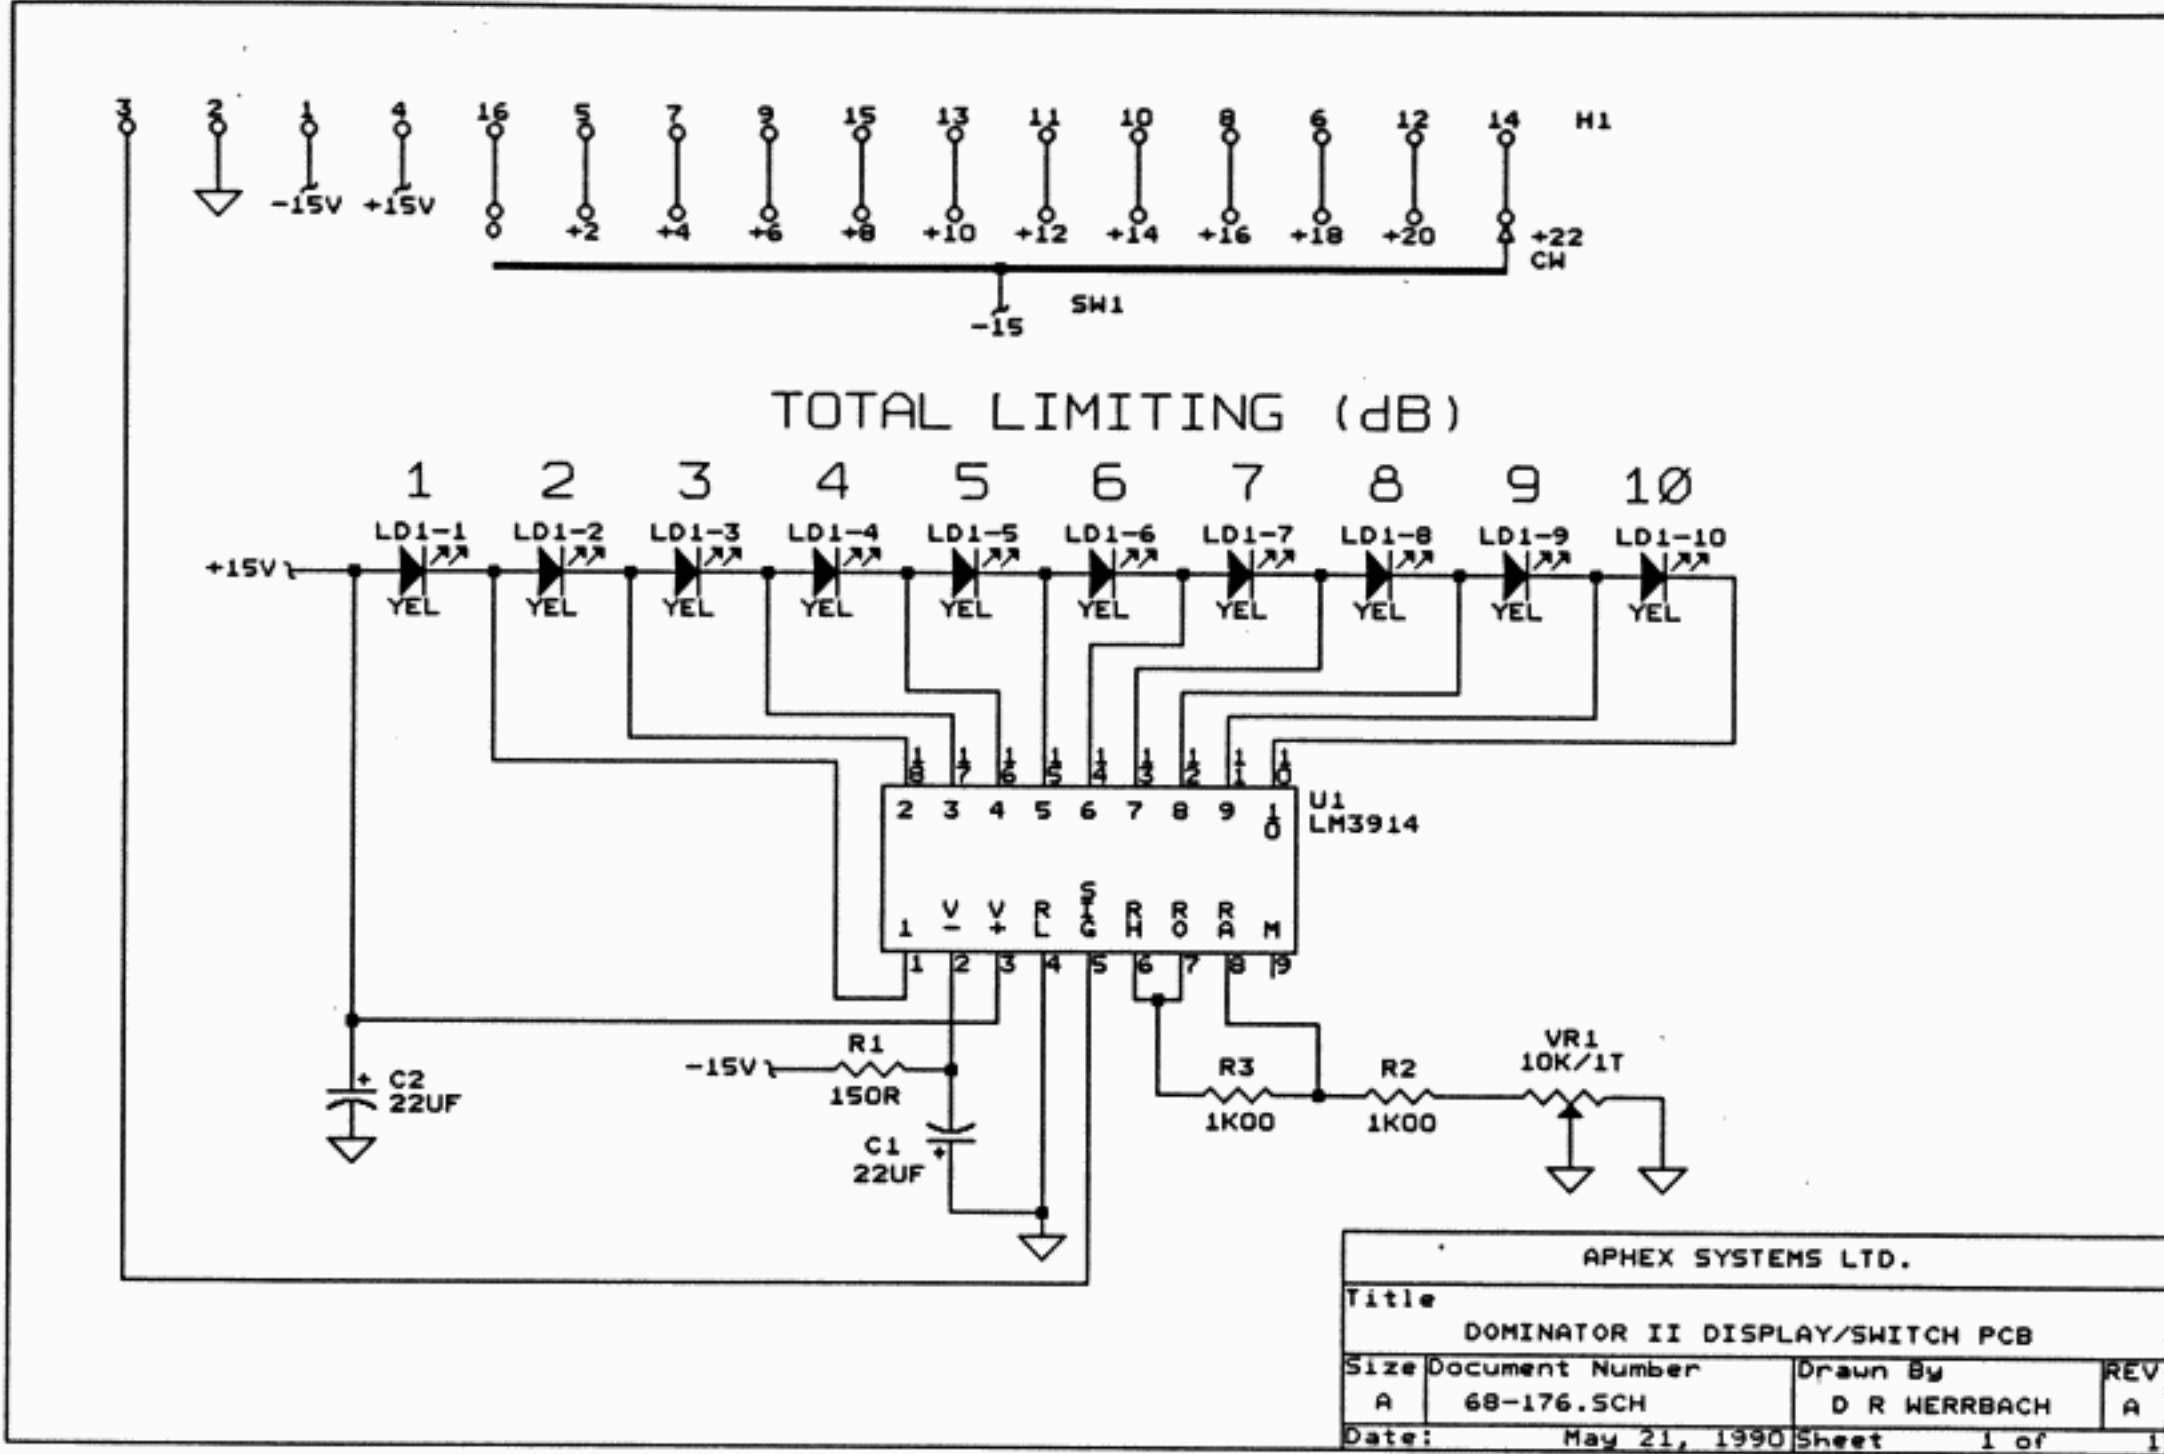 3 2 1 4 16 5 7 9 15 13 11 10 8 6 12 14 H1
-15V +15V
0 +2 +4 +6 +8 +10 +12 +14 +16 +18 +20 +22
CW
SW1
-15
TOTAL LIMITING (dB)
1 2 3 4 5 6 7 8 9 10
LD1-1 LD1-2 LD1-3 LD1-4 LD1-5 LD1-6 LD1-7 LD1-8 LD1-9 LD1-10
+15V
YEL YEL YEL YEL YEL YEL YEL YEL YEL YEL
18 17 16 15 14 13 12 11 10
2 3 4 5 6 7 8 9 10
U1
LM3914
1 V- V+ RL SIG RH RO RA M
1 2 3 4 5 6 7 8 9
R1
-15V
150R
+ C2
22UF
C1 +
22UF
R3
1K00
R2
1K00
VR1
10K/1T
APHEX SYSTEMS LTD.
Title
DOMINATOR II DISPLAY/SWITCH PCB
Size Document Number Drawn By REV
A 68-176.SCH D R WERRBACH A
Date: May 21, 1990 Sheet 1 of 1